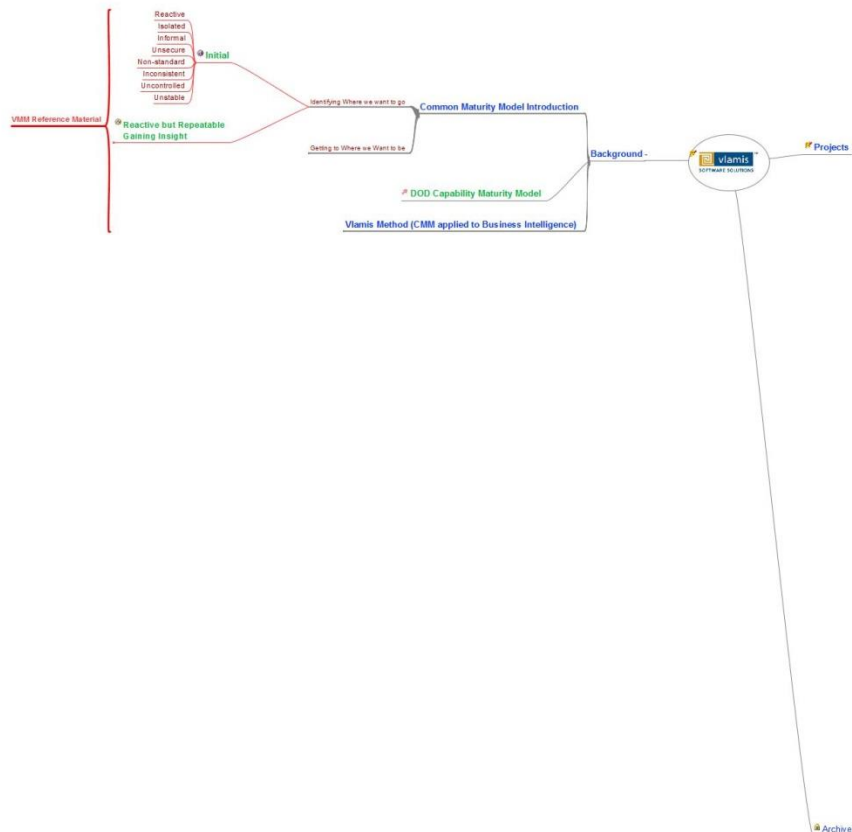 Reactive
Isolated
Informal
Unsecure
Non-standard
Inconsistent
Uncontrolled
Unstable
Initial
VMM Reference Material
Reactive but Repeatable
Gaining Insight
Identifying Where we want to go
Getting to Where we Want to be
Common Maturity Model Introduction
Background -
DOD Capability Maturity Model
Vlamis Method (CMM applied to Business Intelligence)
vlamis
SOFTWARE SOLUTIONS
Projects
Archive